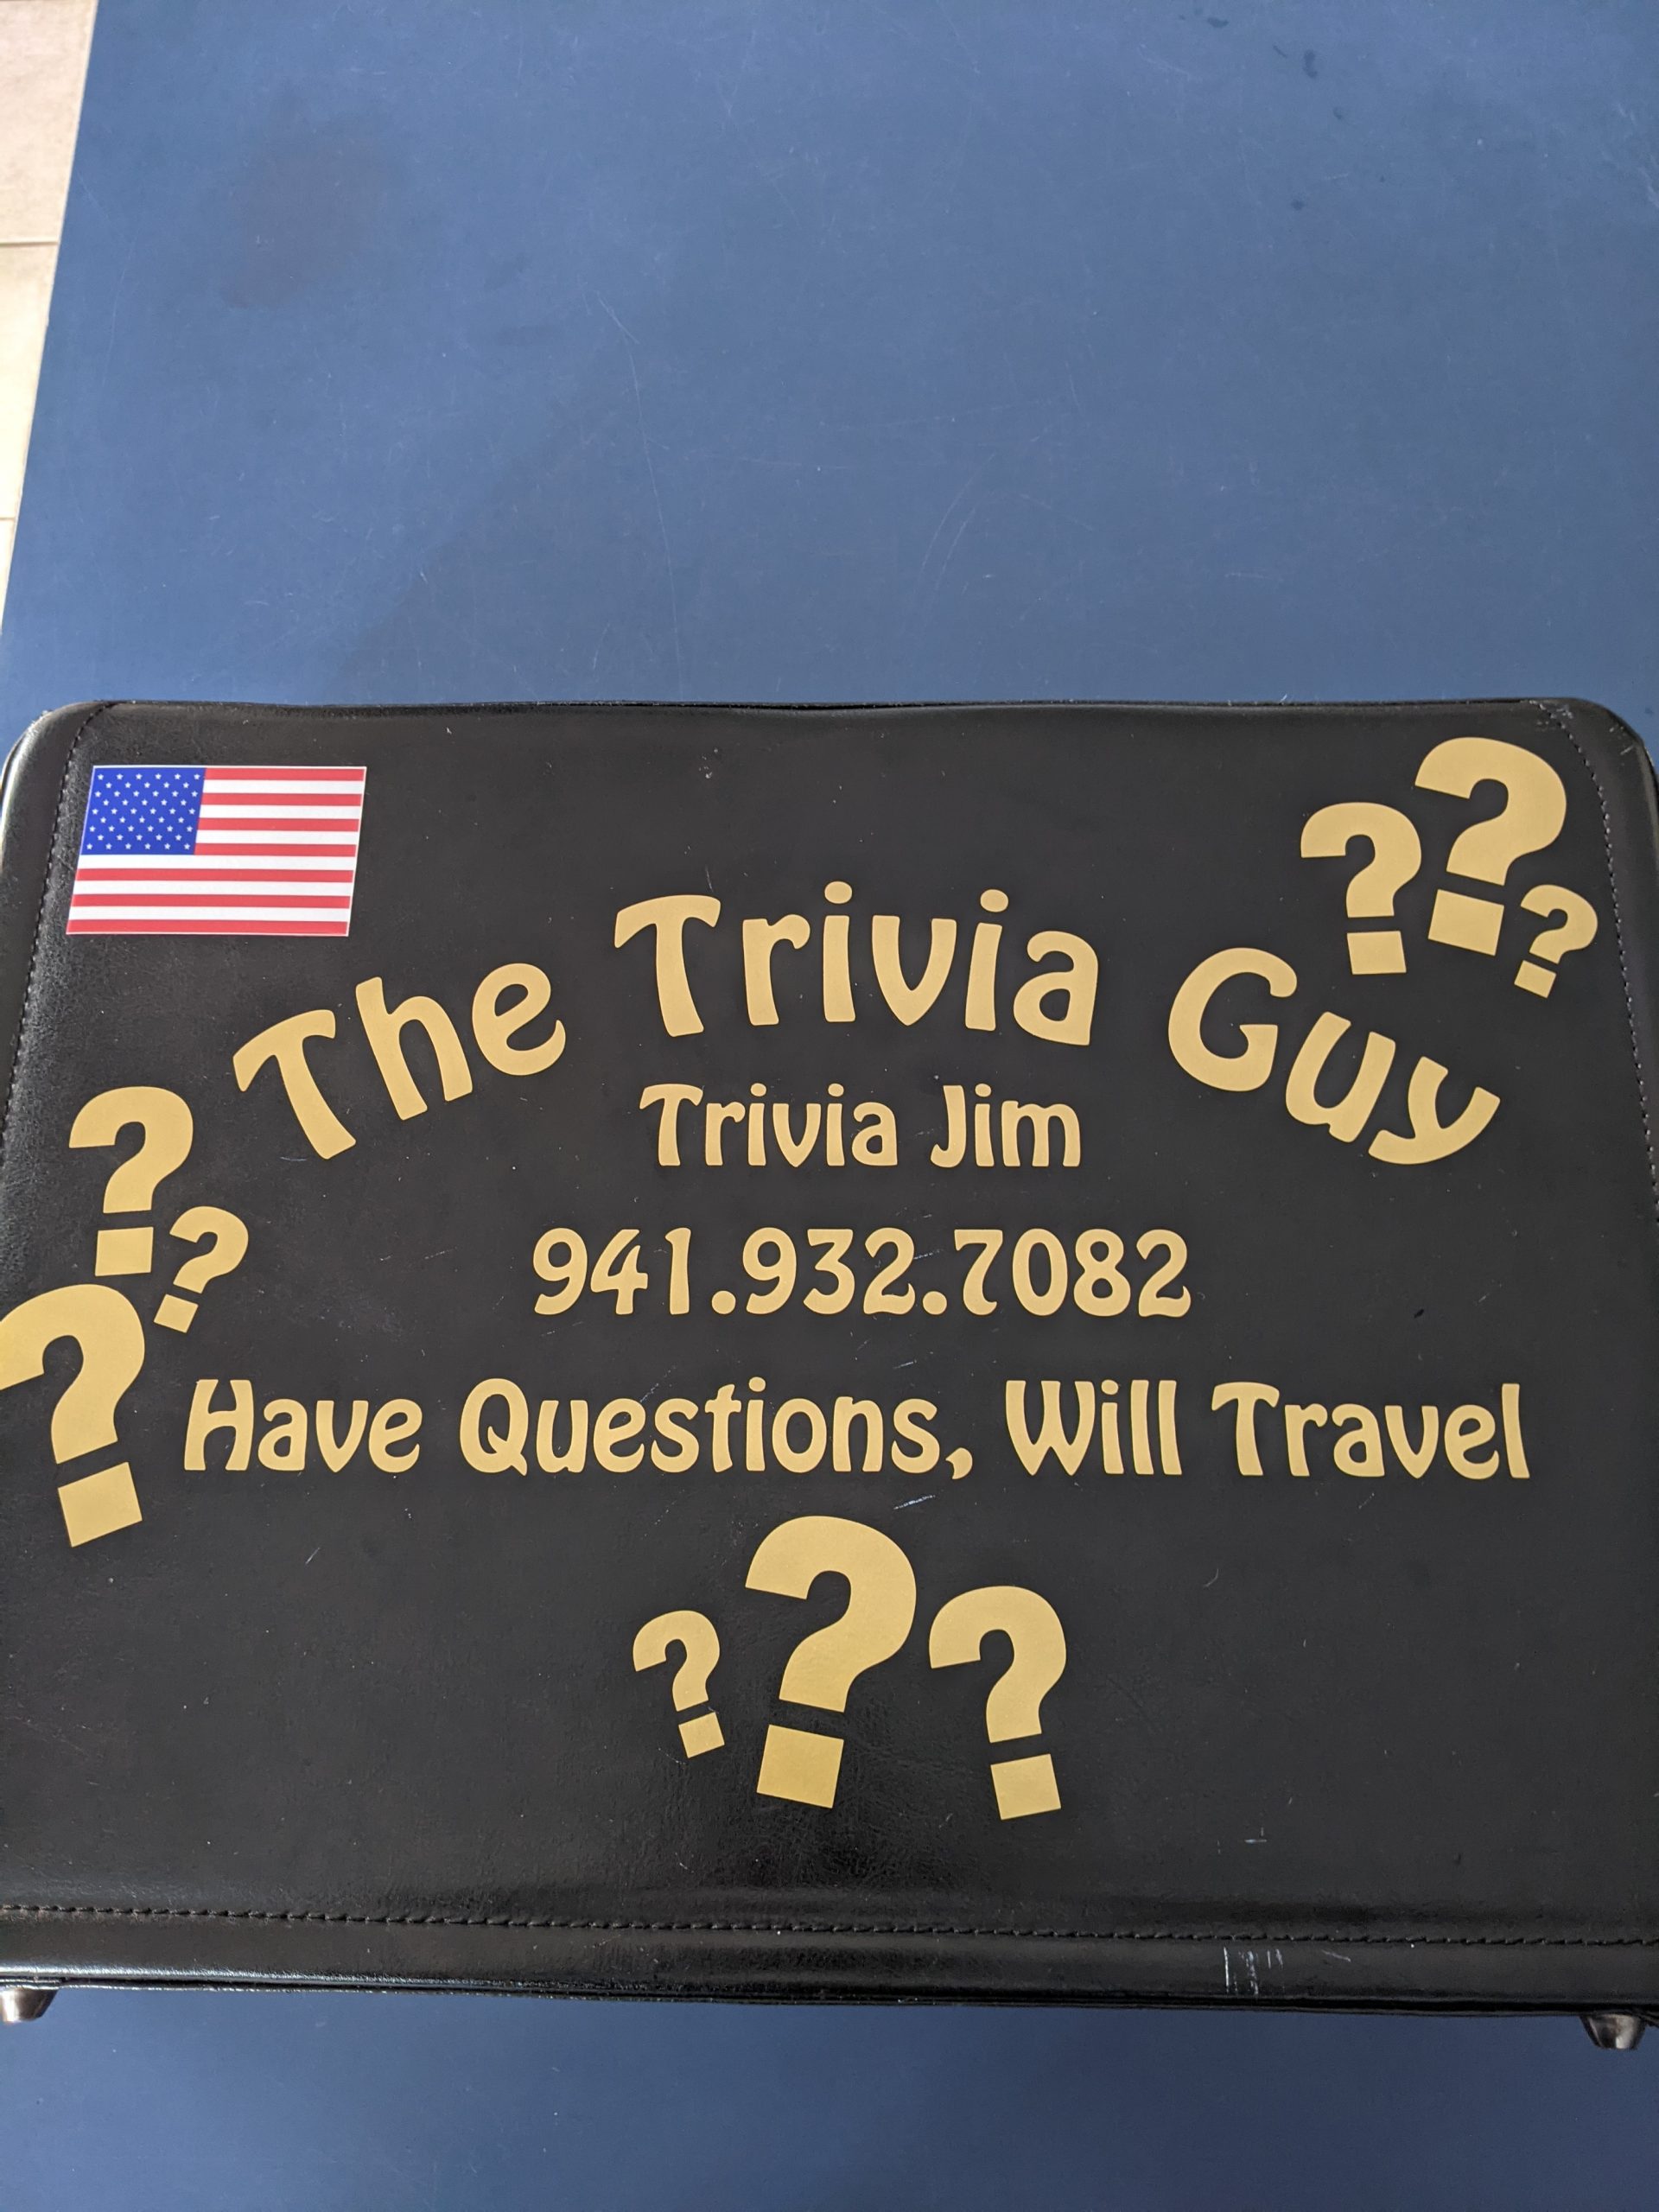 ???
The Trivia Guy
Trivia Jim
941.932.7082
???
Have Questions, Will Travel
???